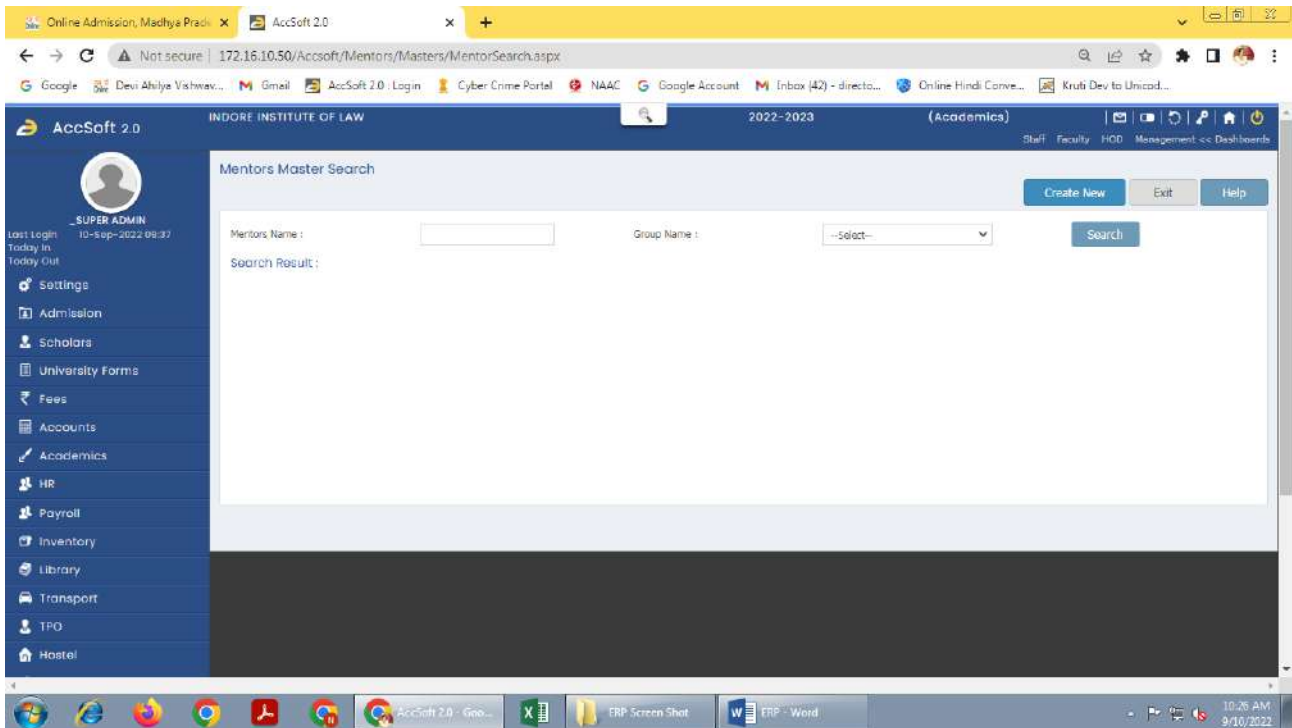 Online Admission, Madhya Prade
AccSoft 2.0
Not secure | 172.16.10.50/Accsoft/Mentors/Masters/MentorSearch.aspx
Google
Devi Ahilya Vishwav...
Gmail
AccSoft 2.0 : Login
Cyber Crime Portal
NAAC
Google Account
Inbox (42) - directo...
Online Hindi Conve...
Kruti Dev to Unicod...
AccSoft 2.0
INDORE INSTITUTE OF LAW
2022-2023
(Academics)
Staff Faculty HOD Management << Dashboards
_SUPER ADMIN
Last Login 10-Sep-2022 09:37
Today In
Today Out
Settings
Admission
Scholars
University Forms
Fees
Accounts
Academics
HR
Payroll
Inventory
Library
Transport
TPO
Hostel
Mentors Master Search
Create New
Exit
Help
Mentors Name :
Group Name :
--Select--
Search
Search Result :
AccSoft 2.0 - Goo...
ERP Screen Shot
ERP - Word
10:26 AM
9/10/2022